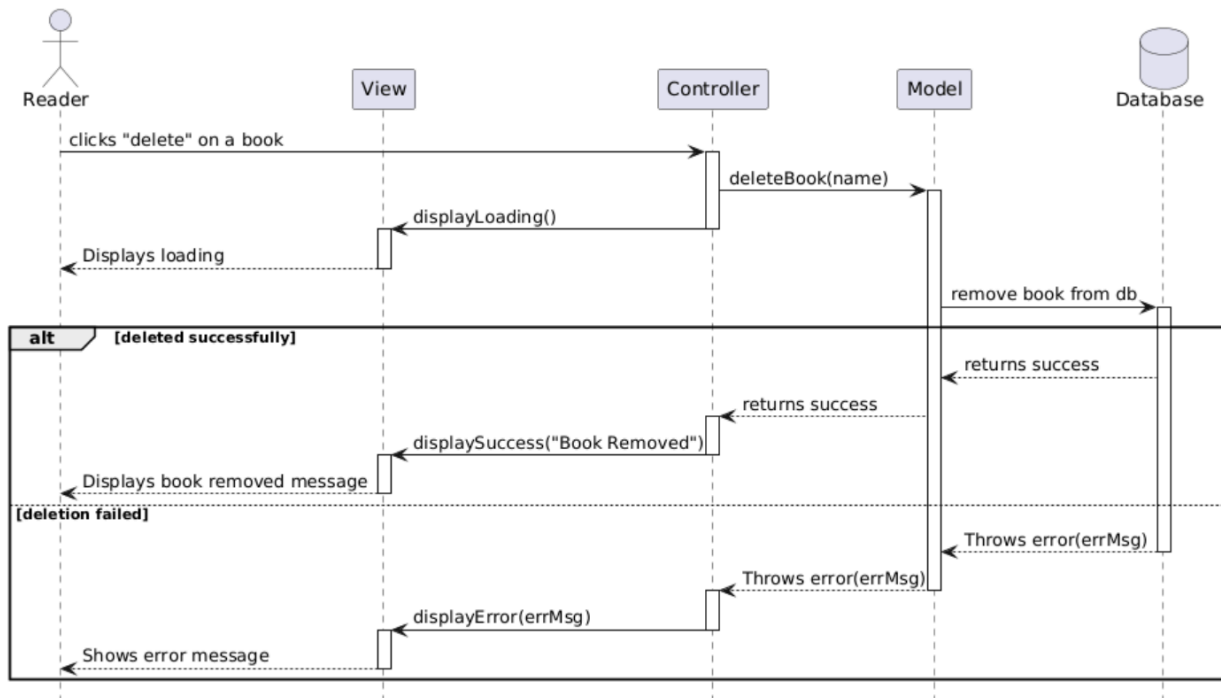 Reader
View
Controller
Model
Database
clicks "delete" on a book
deleteBook(name)
displayLoading()
Displays loading
remove book from db
alt
[deleted successfully]
returns success
returns success
displaySuccess("Book Removed")
Displays book removed message
[deletion failed]
Throws error(errMsg)
Throws error(errMsg)
displayError(errMsg)
Shows error message